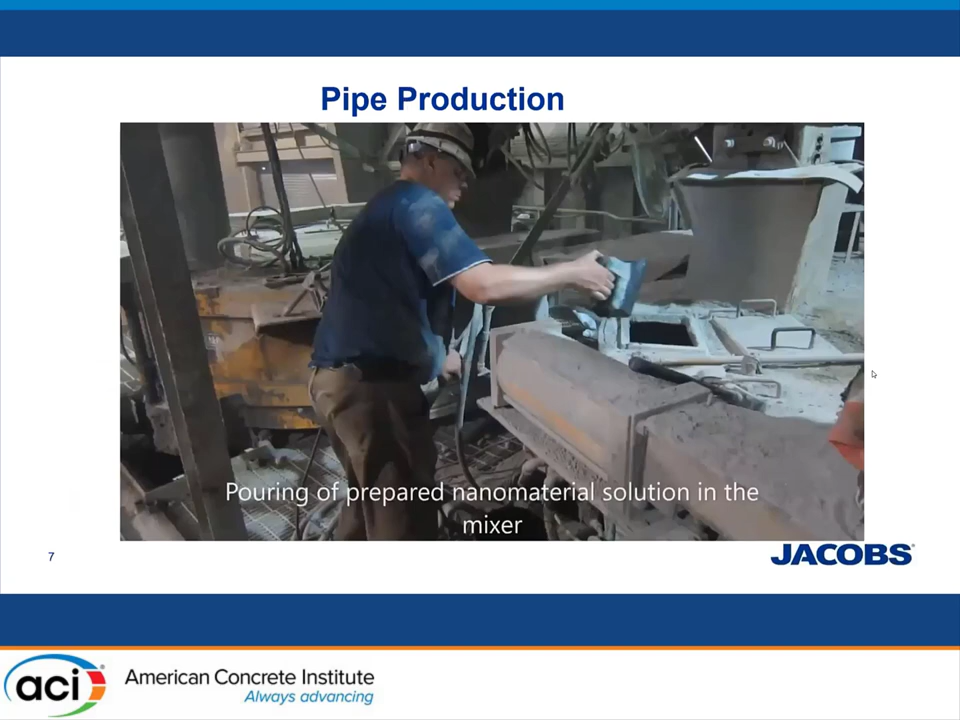 Pipe Production
Pouring of prepared nanomaterial solution in the
mixer
7
JACOBS®
aci®
American Concrete Institute
Always advancing